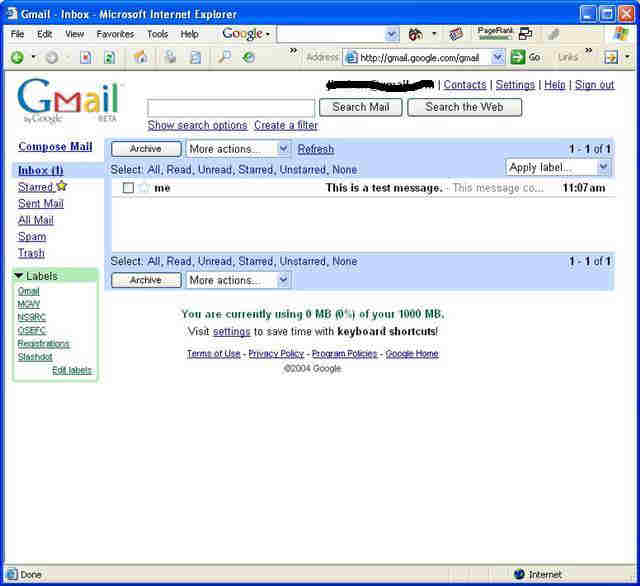 Gmail - Inbox - Microsoft Internet Explorer
File Edit View Favorites Tools Help Google PageRank
Address http://gmail.google.com/gmail Go Links
Contacts | Settings | Help | Sign out
Gmail
by Google BETA
Search Mail Search the Web
Show search options Create a filter
Compose Mail
Archive More actions... Refresh 1 - 1 of 1
Select: All, Read, Unread, Starred, Unstarred, None Apply label...
Inbox (1)
Starred
Sent Mail
All Mail
Spam
Trash
me This is a test message. - This message co... 11:07am
Select: All, Read, Unread, Starred, Unstarred, None 1 - 1 of 1
Archive More actions...
Labels
Gmail
NSRC
OSEFC
Registrations
Slashdot
Edit labels
You are currently using 0 MB (0%) of your 1000 MB.
Visit settings to save time with keyboard shortcuts!
Terms of Use - Privacy Policy - Program Policies - Google Home
©2004 Google
Done Internet